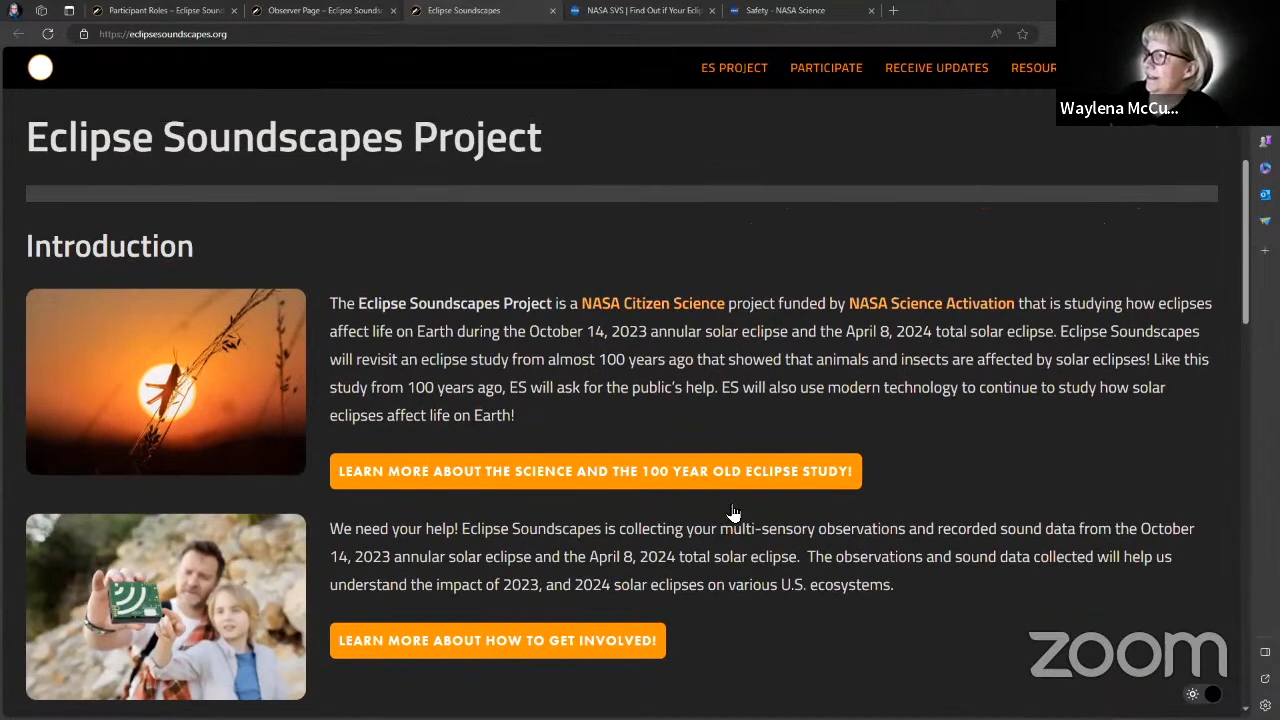 Participant Roles – Eclipse Soun
Observer Page – Eclipse Sounds
Eclipse Soundscapes
NASA SVS | Find Out if Your Eclip
Safety - NASA Science
https://eclipsesoundscapes.org
ES PROJECT PARTICIPATE RECEIVE UPDATES RESOUR
Waylena McCu...
Eclipse Soundscapes Project
Introduction
The Eclipse Soundscapes Project is a NASA Citizen Science project funded by NASA Science Activation that is studying how eclipses
affect life on Earth during the October 14, 2023 annular solar eclipse and the April 8, 2024 total solar eclipse. Eclipse Soundscapes
will revisit an eclipse study from almost 100 years ago that showed that animals and insects are affected by solar eclipses! Like this
study from 100 years ago, ES will ask for the public's help. ES will also use modern technology to continue to study how solar
eclipses affect life on Earth!
LEARN MORE ABOUT THE SCIENCE AND THE 100 YEAR OLD ECLIPSE STUDY!
We need your help! Eclipse Soundscapes is collecting your multi-sensory observations and recorded sound data from the October
14, 2023 annular solar eclipse and the April 8, 2024 total solar eclipse. The observations and sound data collected will help us
understand the impact of 2023, and 2024 solar eclipses on various U.S. ecosystems.
LEARN MORE ABOUT HOW TO GET INVOLVED!
zoom